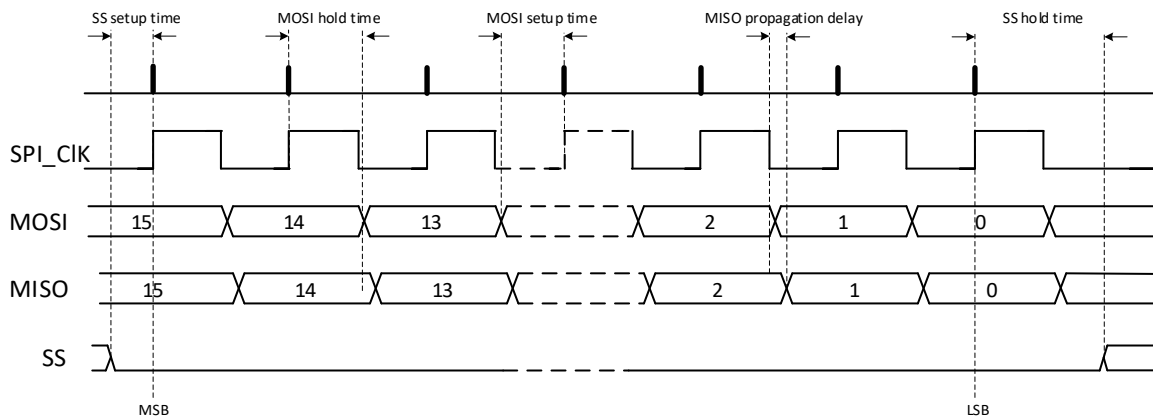 SS setup time MOSI hold time MOSI setup time MISO propagation delay SS hold time
SPI_ClK
MOSI 15 14 13 2 1 0
MISO 15 14 13 2 1 0
SS
MSB LSB